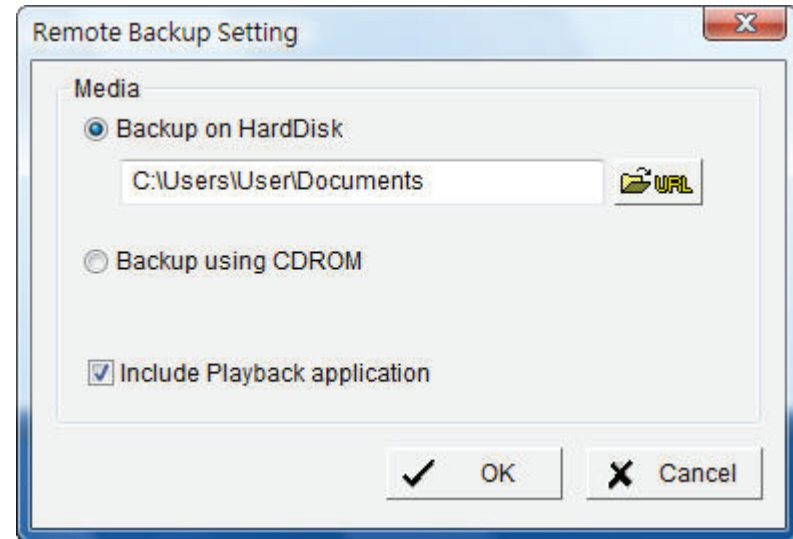 Remote Backup Setting
Media
Backup on HardDisk
C:\Users\User\Documents
URL
Backup using CDROM
Include Playback application
OK
Cancel